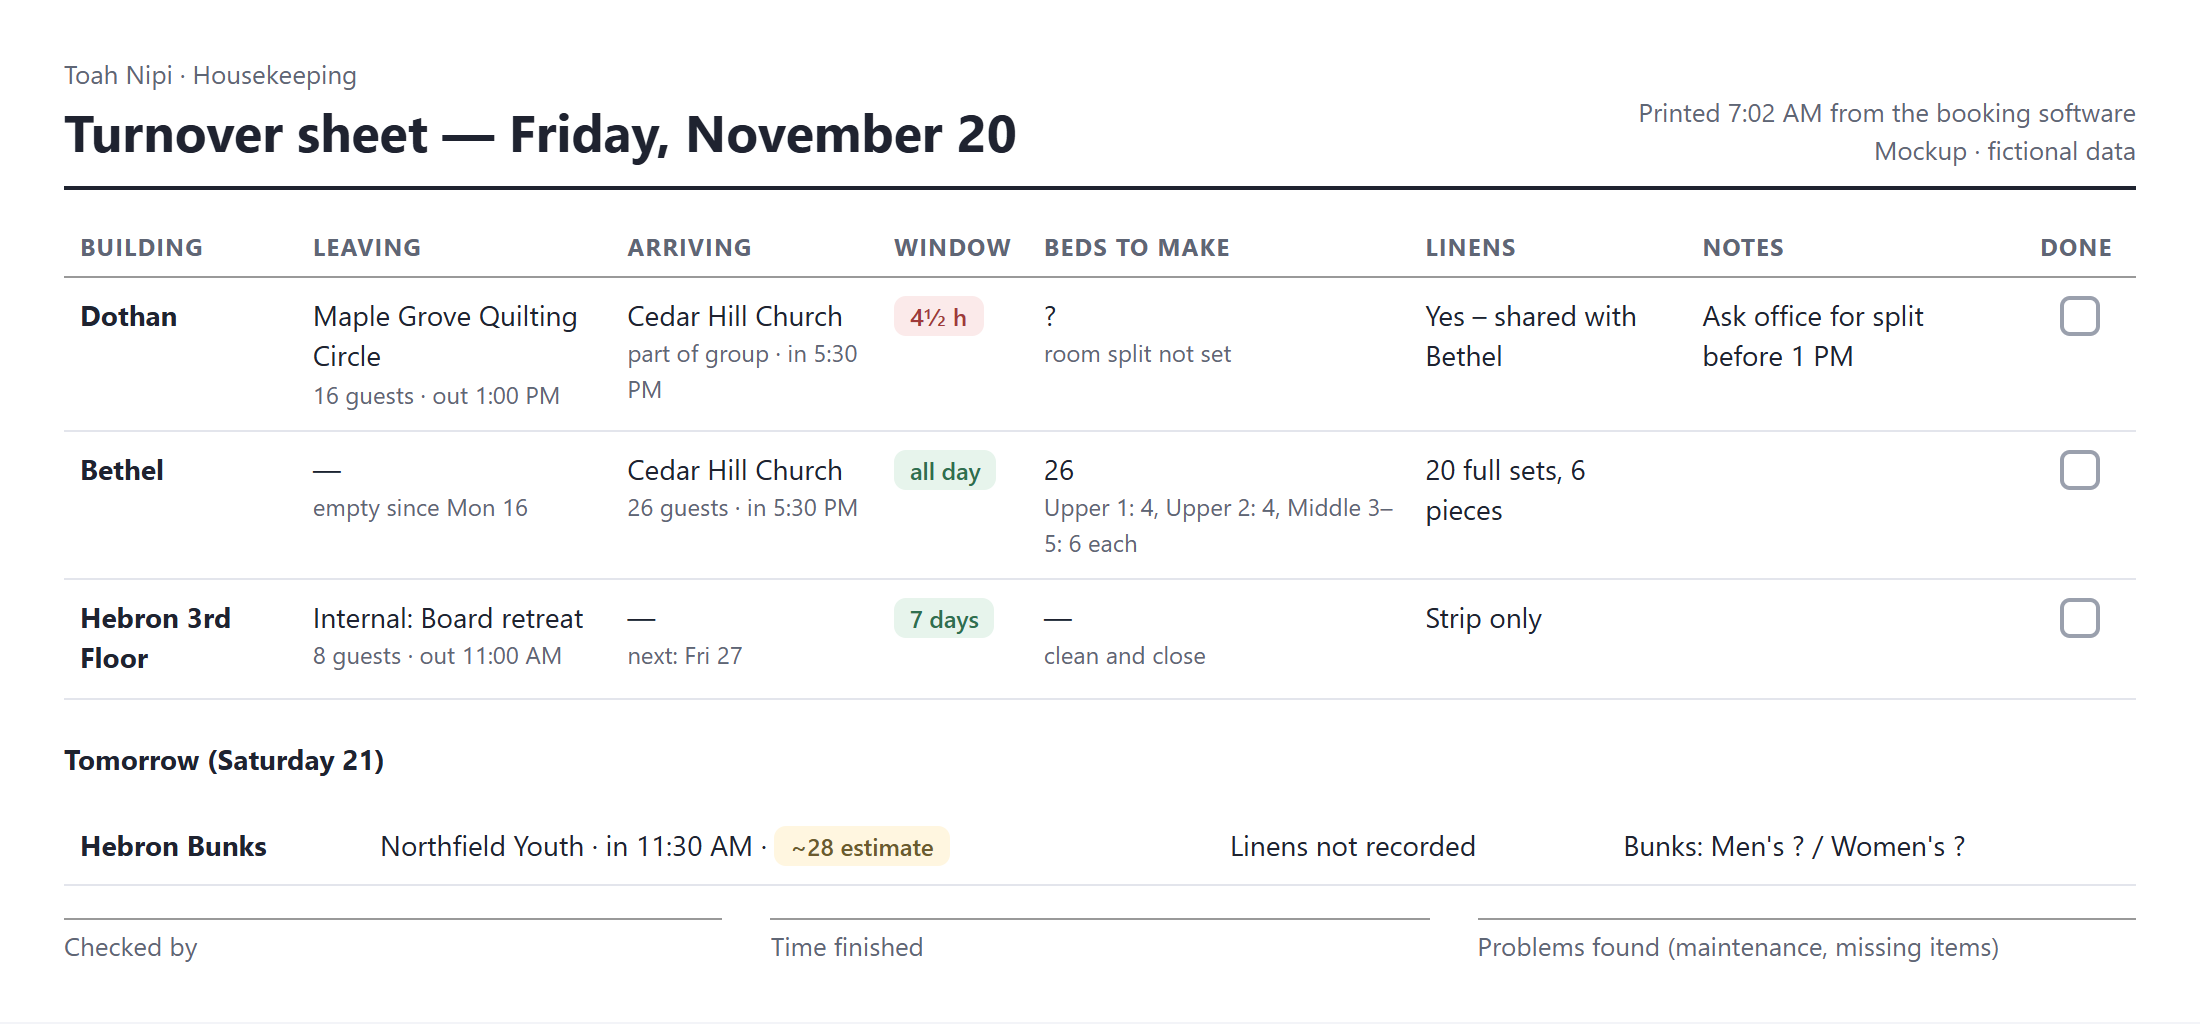 Toah Nipi · Housekeeping
Turnover sheet — Friday, November 20
Printed 7:02 AM from the booking software
Mockup · fictional data
BUILDING LEAVING ARRIVING WINDOW BEDS TO MAKE LINENS NOTES DONE
Dothan
Maple Grove Quilting
Circle
16 guests · out 1:00 PM
Cedar Hill Church
part of group · in 5:30
PM
4½ h
?
room split not set
Yes – shared with
Bethel
Ask office for split
before 1 PM
Bethel
—
empty since Mon 16
Cedar Hill Church
26 guests · in 5:30 PM
all day
26
Upper 1: 4, Upper 2: 4, Middle 3–
5: 6 each
20 full sets, 6
pieces
Hebron 3rd
Floor
Internal: Board retreat
8 guests · out 11:00 AM
—
next: Fri 27
7 days
—
clean and close
Strip only
Tomorrow (Saturday 21)
Hebron Bunks Northfield Youth · in 11:30 AM · ~28 estimate Linens not recorded Bunks: Men's ? / Women's ?
Checked by
Time finished
Problems found (maintenance, missing items)